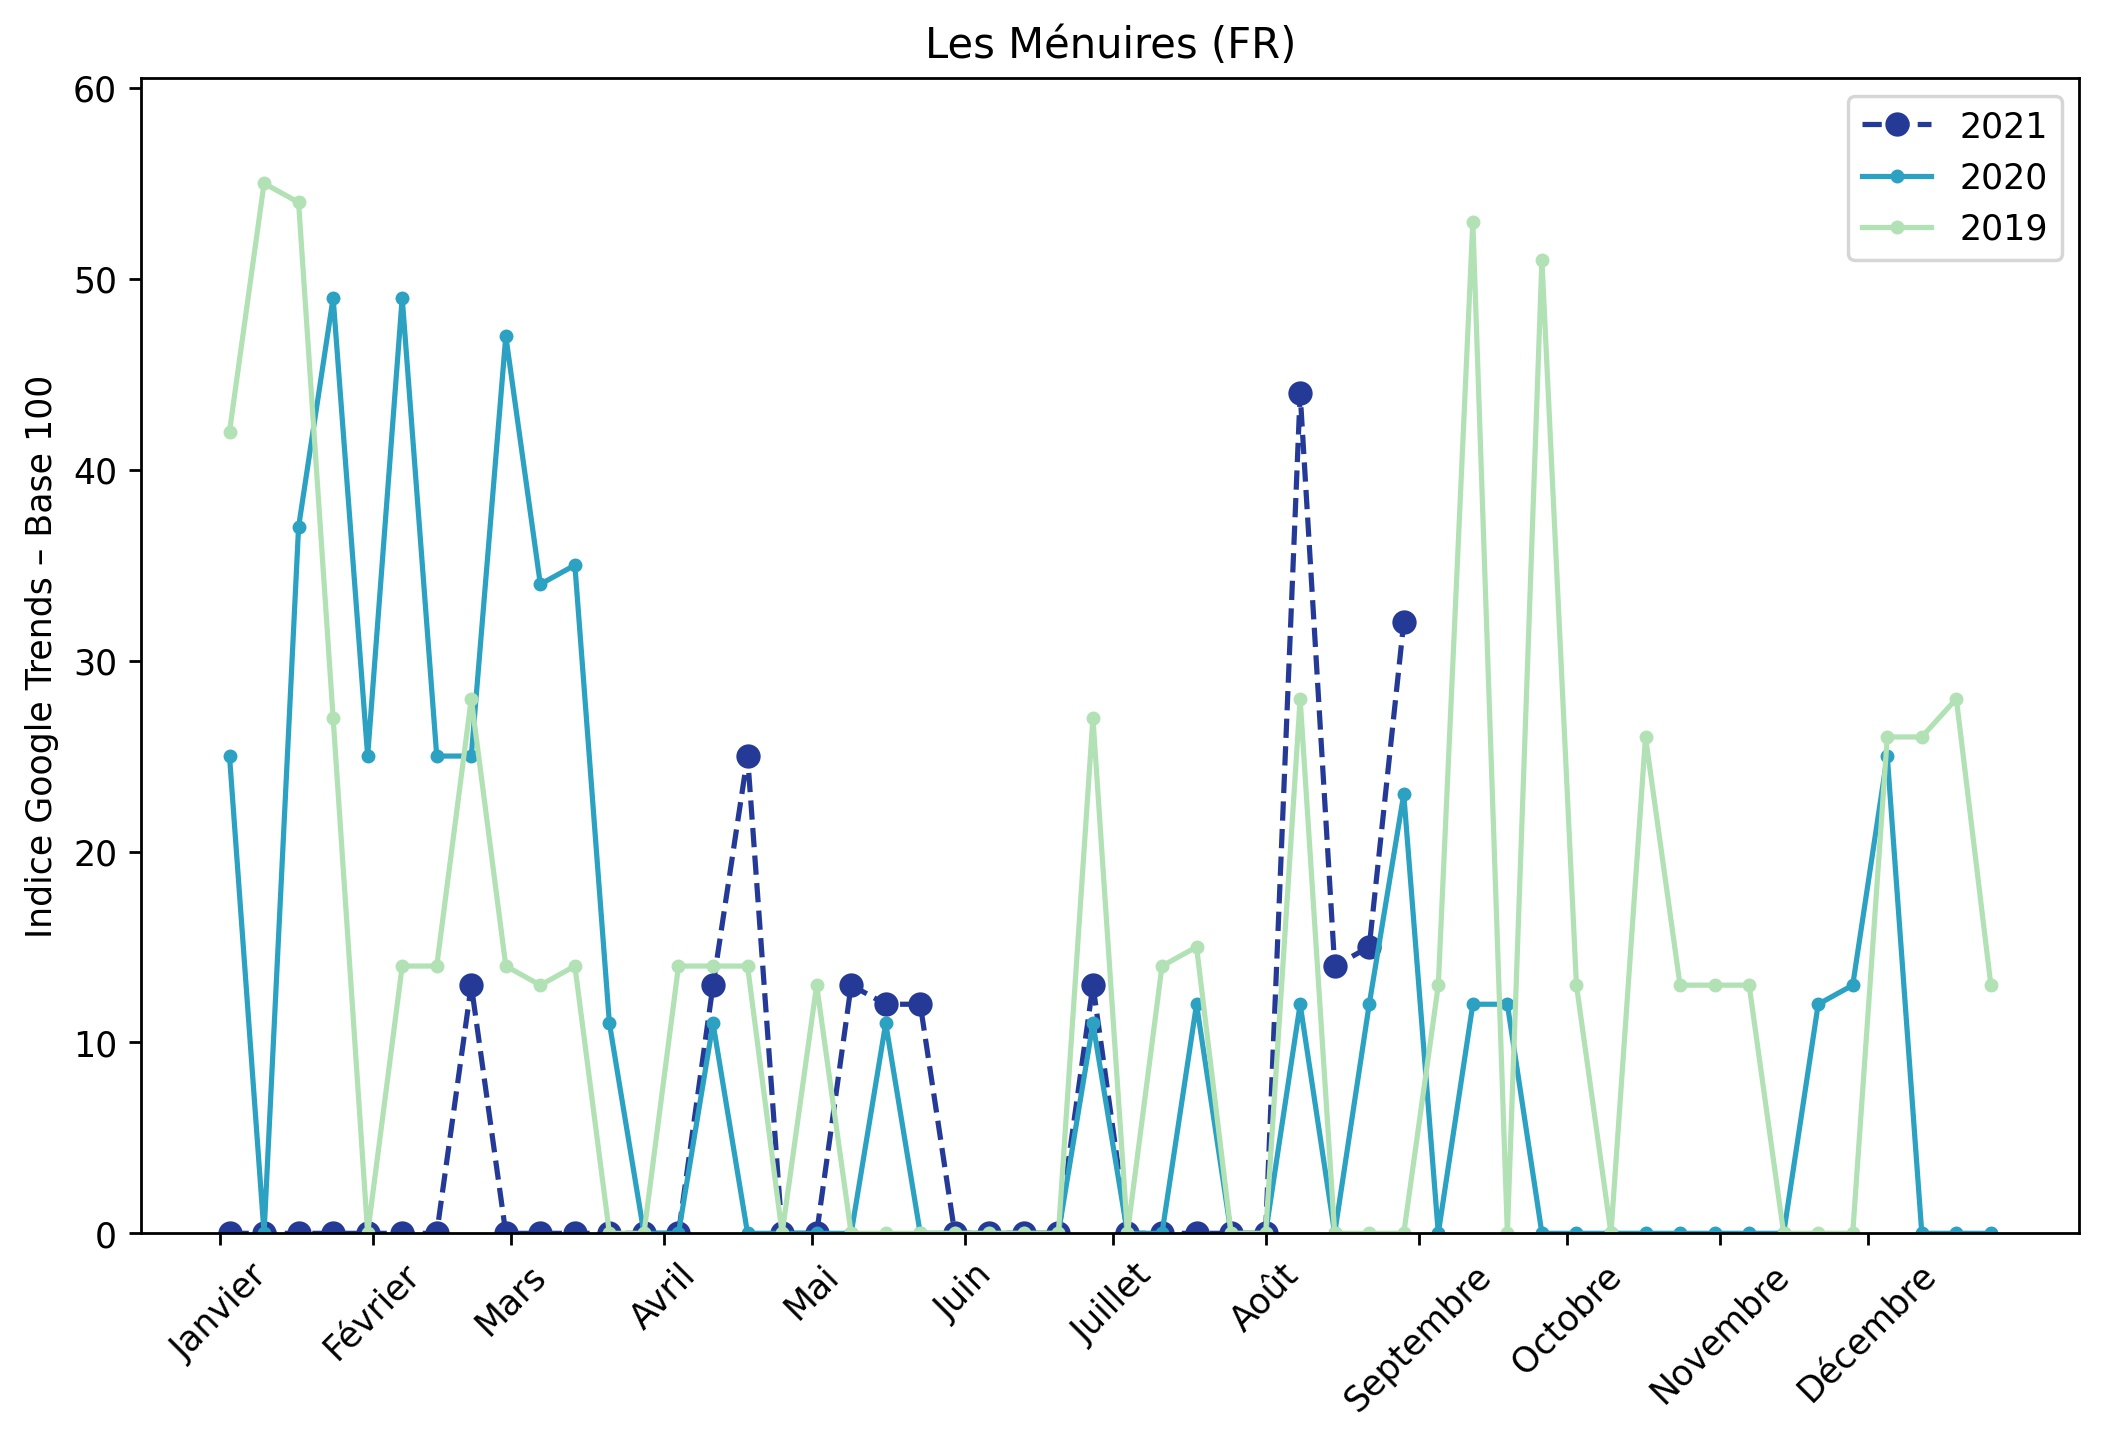 Les Ménuires (FR)
Indice Google Trends – Base 100
60
50
40
30
20
10
0
2021
2020
2019
Janvier
Février
Mars
Avril
Mai
Juin
Juillet
Août
Septembre
Octobre
Novembre
Décembre